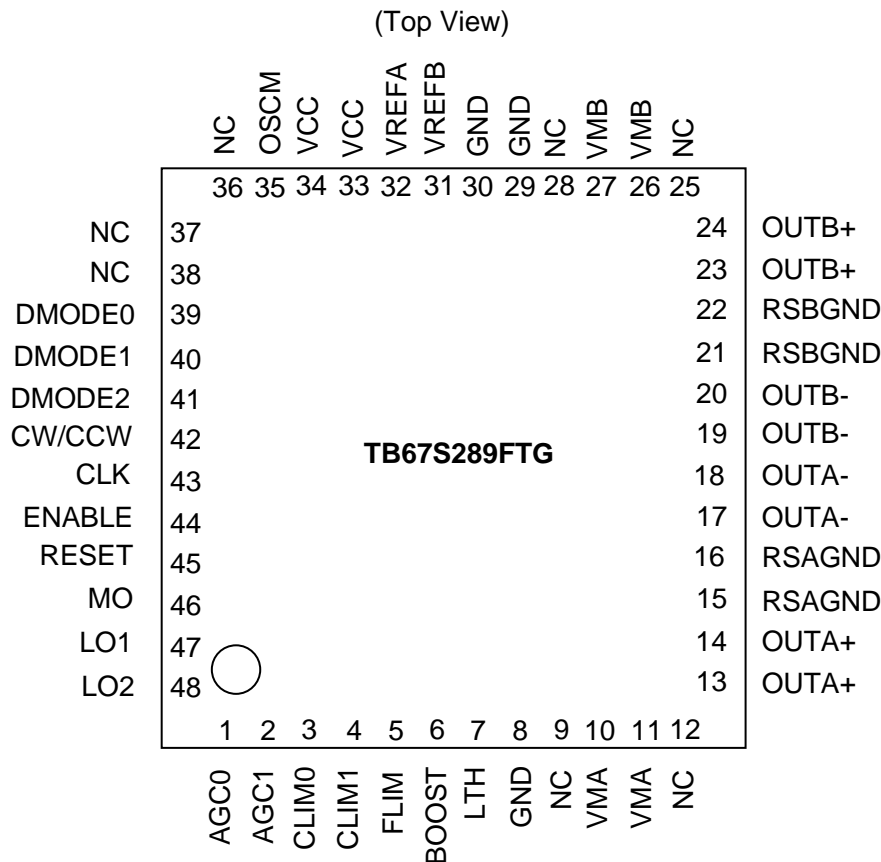 (Top View)
NC OSCM VCC VCC VREFA VREFB GND GND NC VMB VMB NC
36 35 34 33 32 31 30 29 28 27 26 25
NC 37
NC 38
DMODE0 39
DMODE1 40
DMODE2 41
CW/CCW 42
CLK 43
ENABLE 44
RESET 45
MO 46
LO1 47
LO2 48
TB67S289FTG
24 OUTB+
23 OUTB+
22 RSBGND
21 RSBGND
20 OUTB-
19 OUTB-
18 OUTA-
17 OUTA-
16 RSAGND
15 RSAGND
14 OUTA+
13 OUTA+
1 2 3 4 5 6 7 8 9 10 11 12
AGC0 AGC1 CLIM0 CLIM1 FLIM BOOST LTH GND NC VMA VMA NC